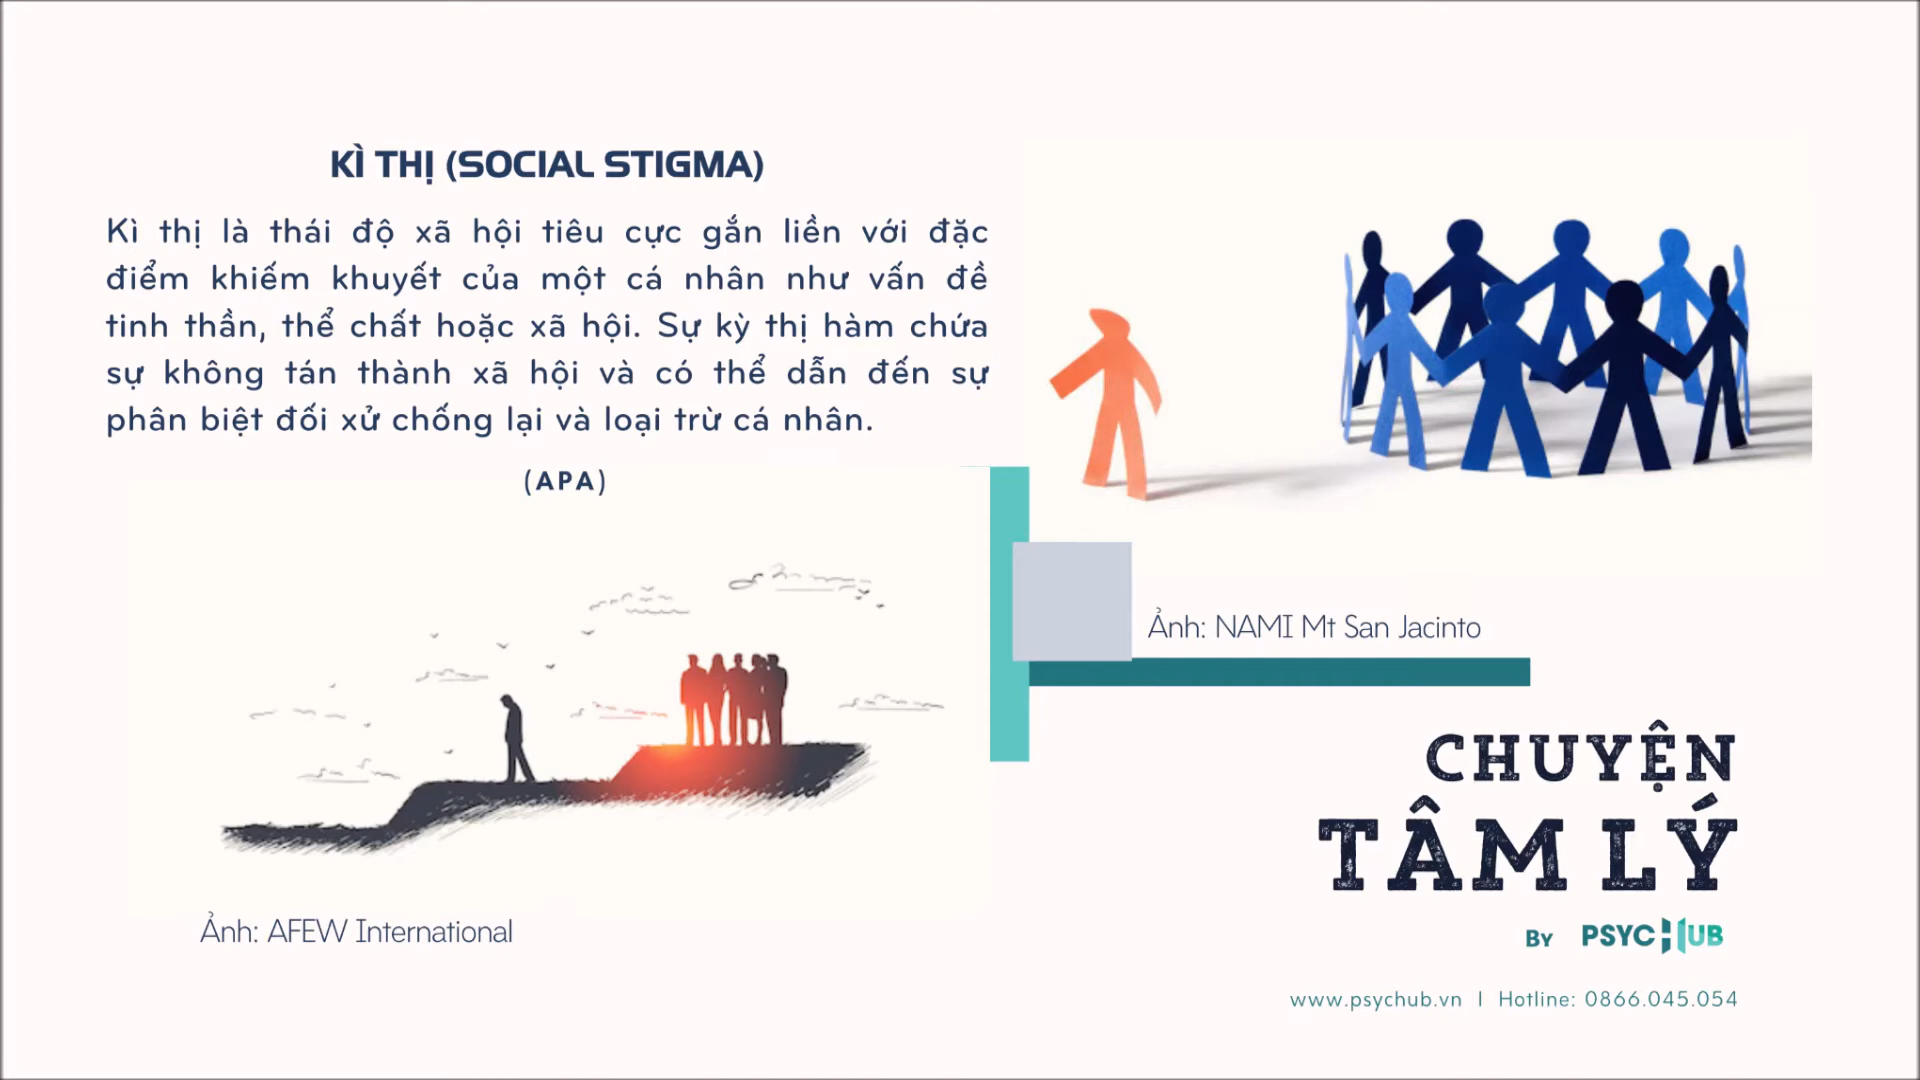 KÌ THỊ (SOCIAL STIGMA)
Kì thị là thái độ xã hội tiêu cực gắn liền với đặc
điểm khiếm khuyết của một cá nhân như vấn đề
tinh thần, thể chất hoặc xã hội. Sự kỳ thị hàm chứa
sự không tán thành xã hội và có thể dẫn đến sự
phân biệt đối xử chống lại và loại trừ cá nhân.
(APA)
Ảnh: NAMI Mt San Jacinto
Ảnh: AFEW International
CHUYỆN
TÂM LÝ
By PSYCHUB
www.psychub.vn | Hotline: 0866.045.054